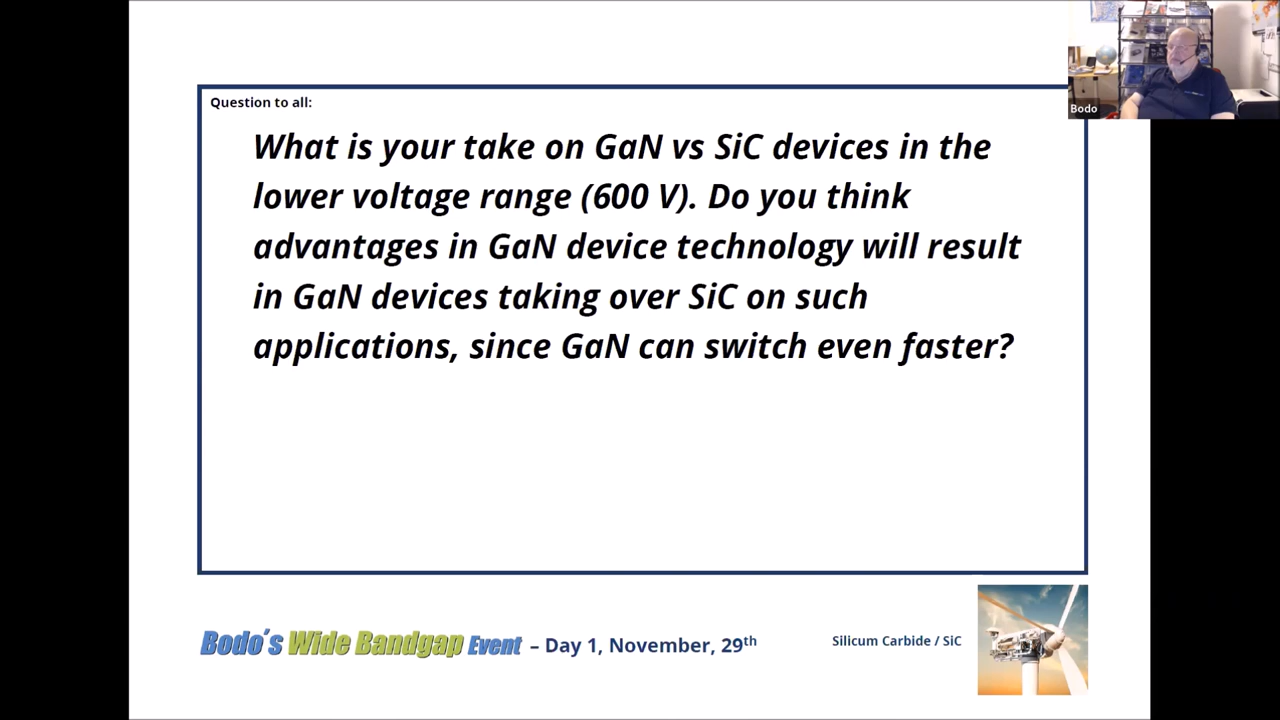 Bodo
Question to all:
What is your take on GaN vs SiC devices in the
lower voltage range (600 V). Do you think
advantages in GaN device technology will result
in GaN devices taking over SiC on such
applications, since GaN can switch even faster?
Bodo's Wide Bandgap Event – Day 1, November, 29th
Silicum Carbide / SiC